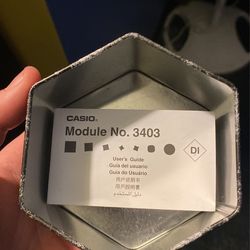 CASIO
Module No. 3403
DI
User's Guide
Guía del usuario
Guia do Usuário
用戶說明書
用户说明书
دليل المستخدم